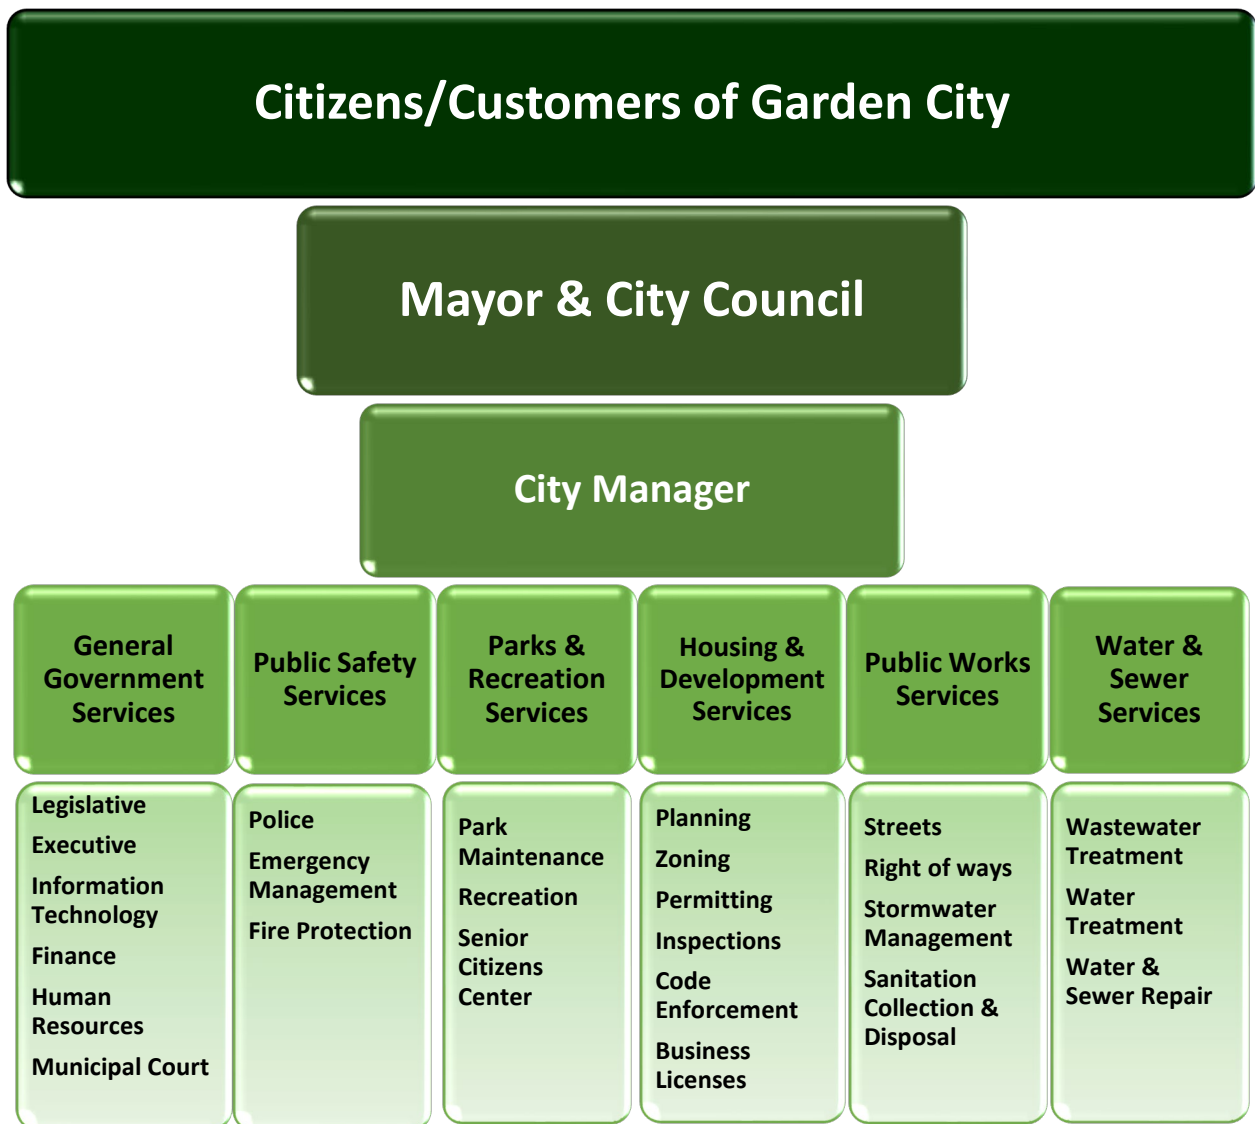 Citizens/Customers of Garden City
Mayor & City Council
City Manager
General
Government
Services
Public Safety
Services
Parks &
Recreation
Services
Housing &
Development
Services
Public Works
Services
Water &
Sewer
Services
Legislative
Executive
Information
Technology
Finance
Human
Resources
Municipal Court
Police
Emergency
Management
Fire Protection
Park
Maintenance
Recreation
Senior
Citizens
Center
Planning
Zoning
Permitting
Inspections
Code
Enforcement
Business
Licenses
Streets
Right of ways
Stormwater
Management
Sanitation
Collection &
Disposal
Wastewater
Treatment
Water
Treatment
Water &
Sewer Repair